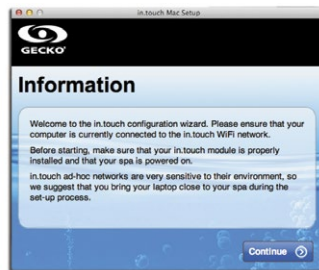 in.touch Mac Setup
GECKO®
Information
Welcome to the in.touch configuration wizard. Please ensure that your
computer is currently connected to the in.touch WiFi network.
Before starting, make sure that your in.touch module is properly
installed and that your spa is powered on.
in.touch ad-hoc networks are very sensitive to their environment, so
we suggest that you bring your laptop close to your spa during the
set-up process.
Continue